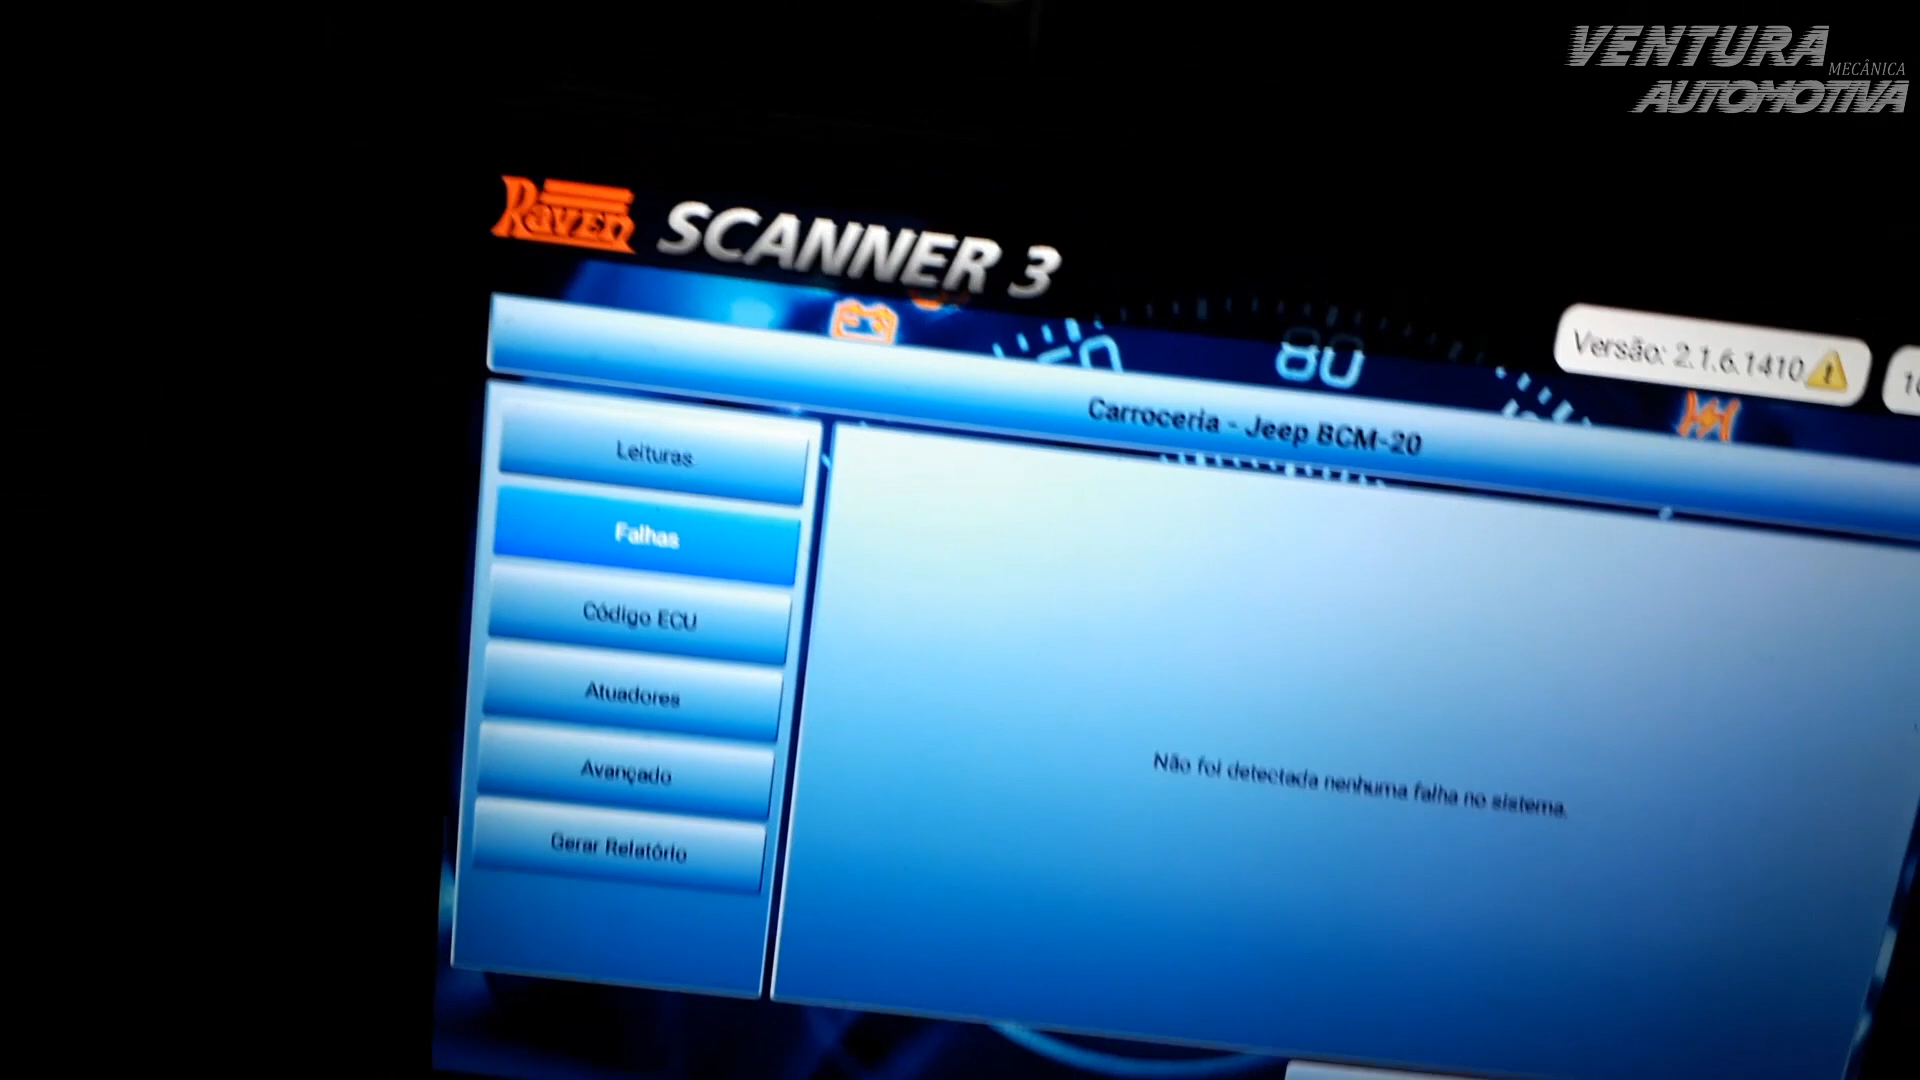 VENTURA
MECÂNICA
AUTOMOTIVA
Raven SCANNER 3
80
Versão: 2.1.6.1410
Carroceria - Jeep BCM-20
Leituras
Falhas
Código ECU
Atuadores
Avançado
Gerar Relatório
Não foi detectada nenhuma falha no sistema.